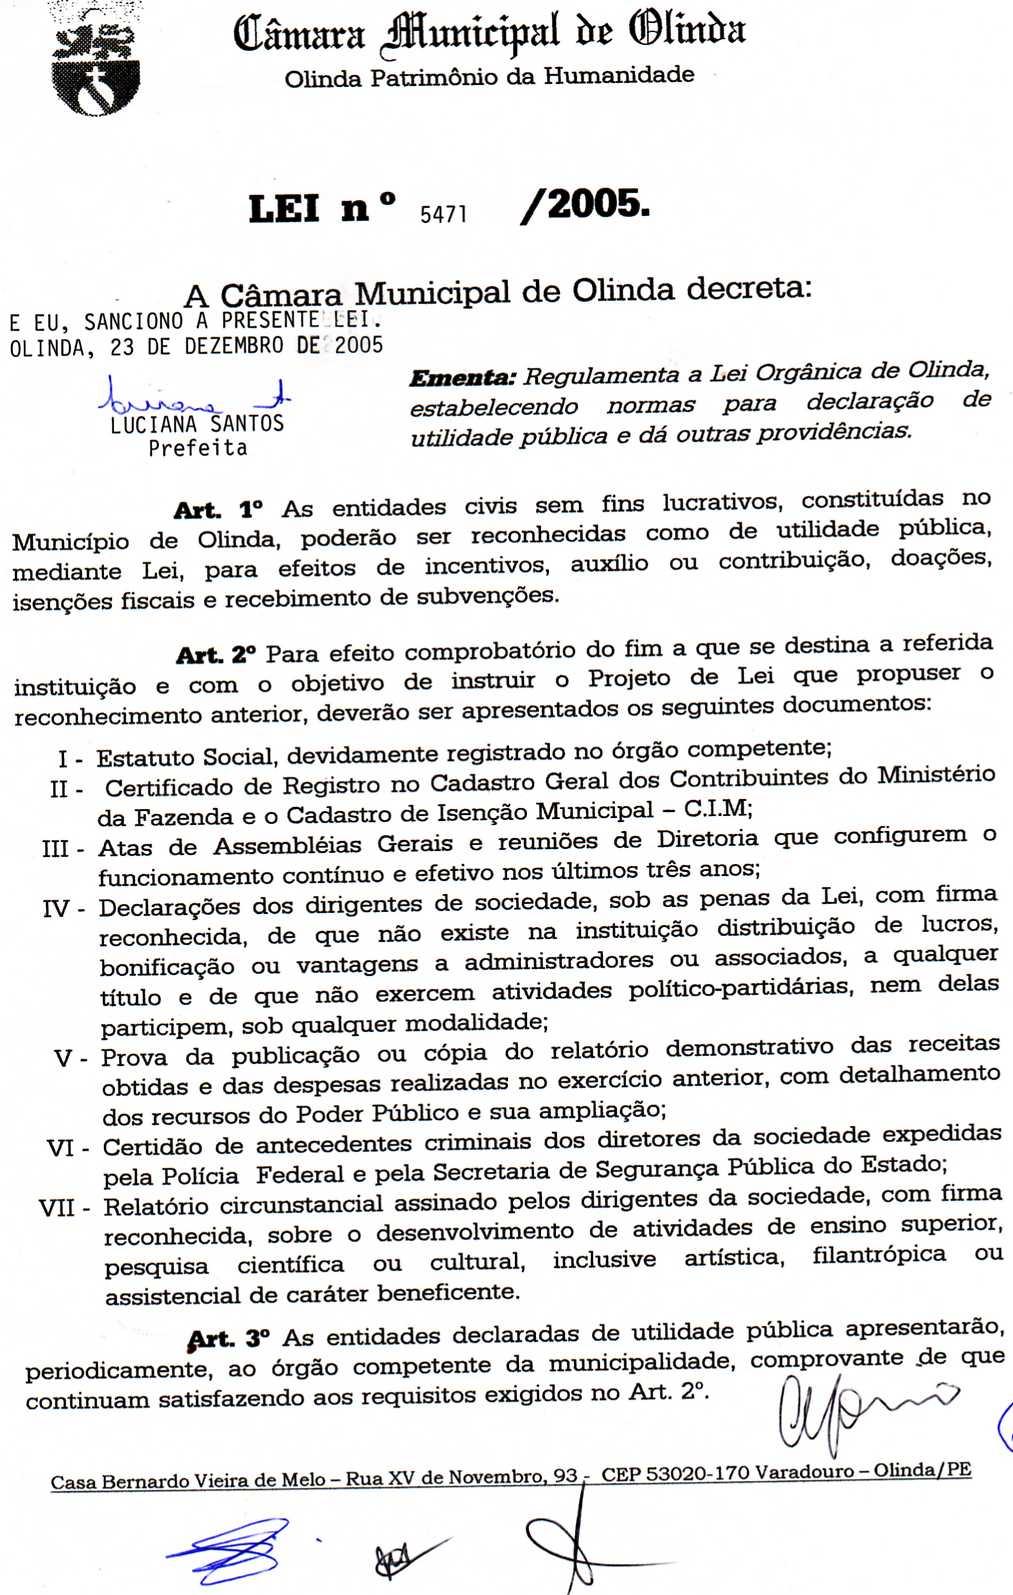 Câmara Municipal de Olinda
Olinda Patrimônio da Humanidade
LEI nº 5471 /2005.
A Câmara Municipal de Olinda decreta:
E EU, SANCIONO A PRESENTE LEI.
OLINDA, 23 DE DEZEMBRO DE 2005
LUCIANA SANTOS
Prefeita
Ementa: Regulamenta a Lei Orgânica de Olinda,
estabelecendo normas para declaração de
utilidade pública e dá outras providências.
Art. 1º As entidades civis sem fins lucrativos, constituídas no
Município de Olinda, poderão ser reconhecidas como de utilidade pública,
mediante Lei, para efeitos de incentivos, auxílio ou contribuição, doações,
isenções fiscais e recebimento de subvenções.
Art. 2º Para efeito comprobatório do fim a que se destina a referida
instituição e com o objetivo de instruir o Projeto de Lei que propuser o
reconhecimento anterior, deverão ser apresentados os seguintes documentos:
I - Estatuto Social, devidamente registrado no órgão competente;
II - Certificado de Registro no Cadastro Geral dos Contribuintes do Ministério
da Fazenda e o Cadastro de Isenção Municipal – C.I.M;
III - Atas de Assembléias Gerais e reuniões de Diretoria que configurem o
funcionamento contínuo e efetivo nos últimos três anos;
IV - Declarações dos dirigentes de sociedade, sob as penas da Lei, com firma
reconhecida, de que não existe na instituição distribuição de lucros,
bonificação ou vantagens a administradores ou associados, a qualquer
título e de que não exercem atividades político-partidárias, nem delas
participem, sob qualquer modalidade;
V - Prova da publicação ou cópia do relatório demonstrativo das receitas
obtidas e das despesas realizadas no exercício anterior, com detalhamento
dos recursos do Poder Público e sua ampliação;
VI - Certidão de antecedentes criminais dos diretores da sociedade expedidas
pela Polícia Federal e pela Secretaria de Segurança Pública do Estado;
VII - Relatório circunstancial assinado pelos dirigentes da sociedade, com firma
reconhecida, sobre o desenvolvimento de atividades de ensino superior,
pesquisa científica ou cultural, inclusive artística, filantrópica ou
assistencial de caráter beneficente.
Art. 3º As entidades declaradas de utilidade pública apresentarão,
periodicamente, ao órgão competente da municipalidade, comprovante de que
continuam satisfazendo aos requisitos exigidos no Art. 2º.
Casa Bernardo Vieira de Melo – Rua XV de Novembro, 93 - CEP 53020-170 Varadouro – Olinda/PE